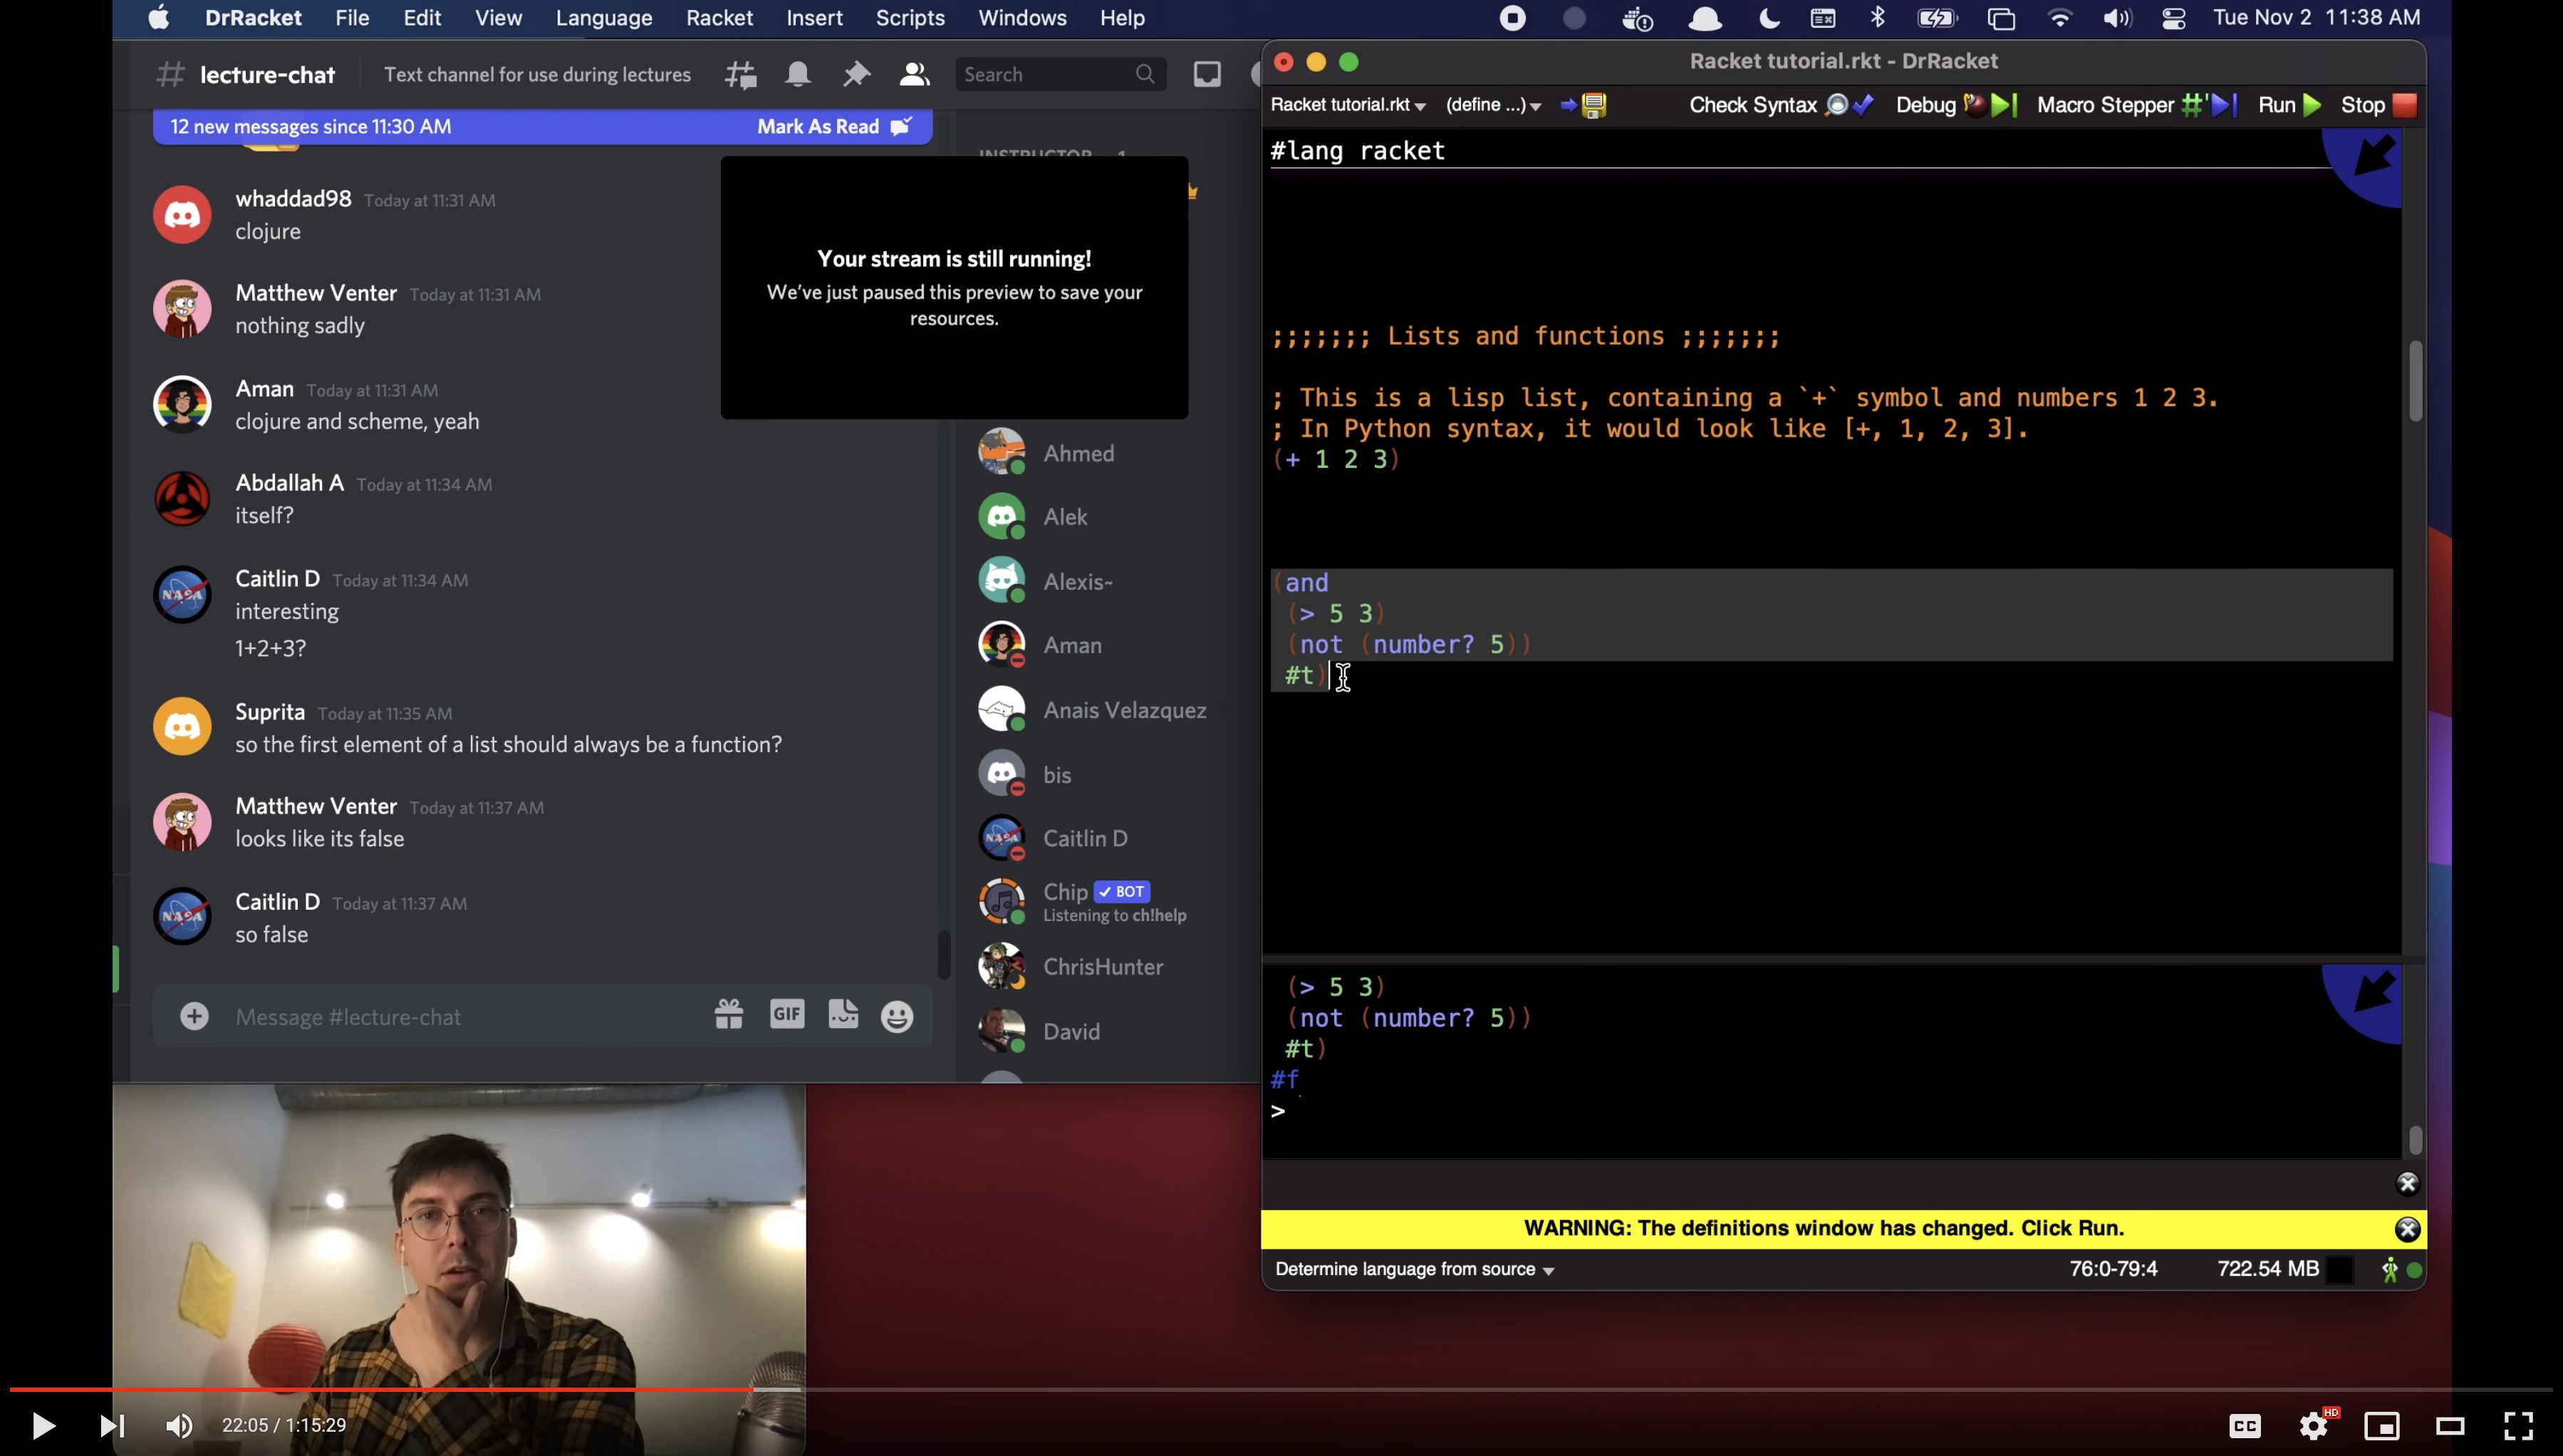 DrRacket File Edit View Language Racket Insert Scripts Windows Help
Tue Nov 2 11:38 AM
# lecture-chat
Text channel for use during lectures
Search
12 new messages since 11:30 AM
Mark As Read
whaddad98 Today at 11:31 AM
clojure
Matthew Venter Today at 11:31 AM
nothing sadly
Aman Today at 11:31 AM
clojure and scheme, yeah
Abdallah A Today at 11:34 AM
itself?
Caitlin D Today at 11:34 AM
interesting
1+2+3?
Suprita Today at 11:35 AM
so the first element of a list should always be a function?
Matthew Venter Today at 11:37 AM
looks like its false
Caitlin D Today at 11:37 AM
so false
Message #lecture-chat
GIF
Your stream is still running!
We've just paused this preview to save your
resources.
Ahmed
Alek
Alexis~
Aman
Anais Velazquez
bis
Caitlin D
Chip BOT
Listening to ch!help
ChrisHunter
David
NASA
NASA
NASA
Racket tutorial.rkt - DrRacket
Racket tutorial.rkt (define ...) Check Syntax Debug Macro Stepper #' Run Stop
#lang racket
;;;;;;; Lists and functions ;;;;;;;
; This is a lisp list, containing a `+` symbol and numbers 1 2 3.
; In Python syntax, it would look like [+, 1, 2, 3].
(+ 1 2 3)
(and
(> 5 3)
(not (number? 5))
#t)
(> 5 3)
(not (number? 5))
#t)
#f
>
WARNING: The definitions window has changed. Click Run.
Determine language from source
76:0-79:4
722.54 MB
22:05 / 1:15:29
CC
HD